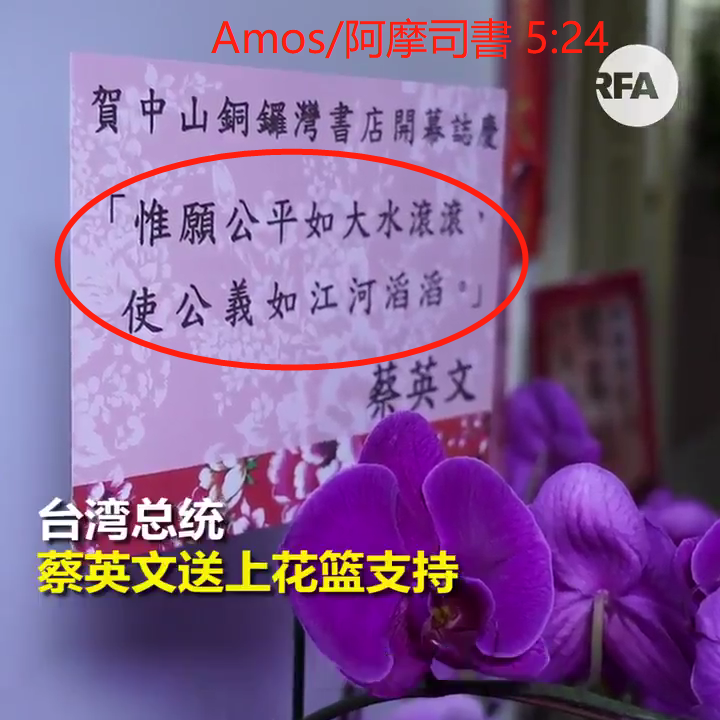 Amos/阿摩司書 5:24
RFA
賀中山銅鑼灣書店開幕誌慶
「惟願公平如大水滾滾，
使公義如江河滔滔。」
蔡英文
台湾总统
蔡英文送上花篮支持